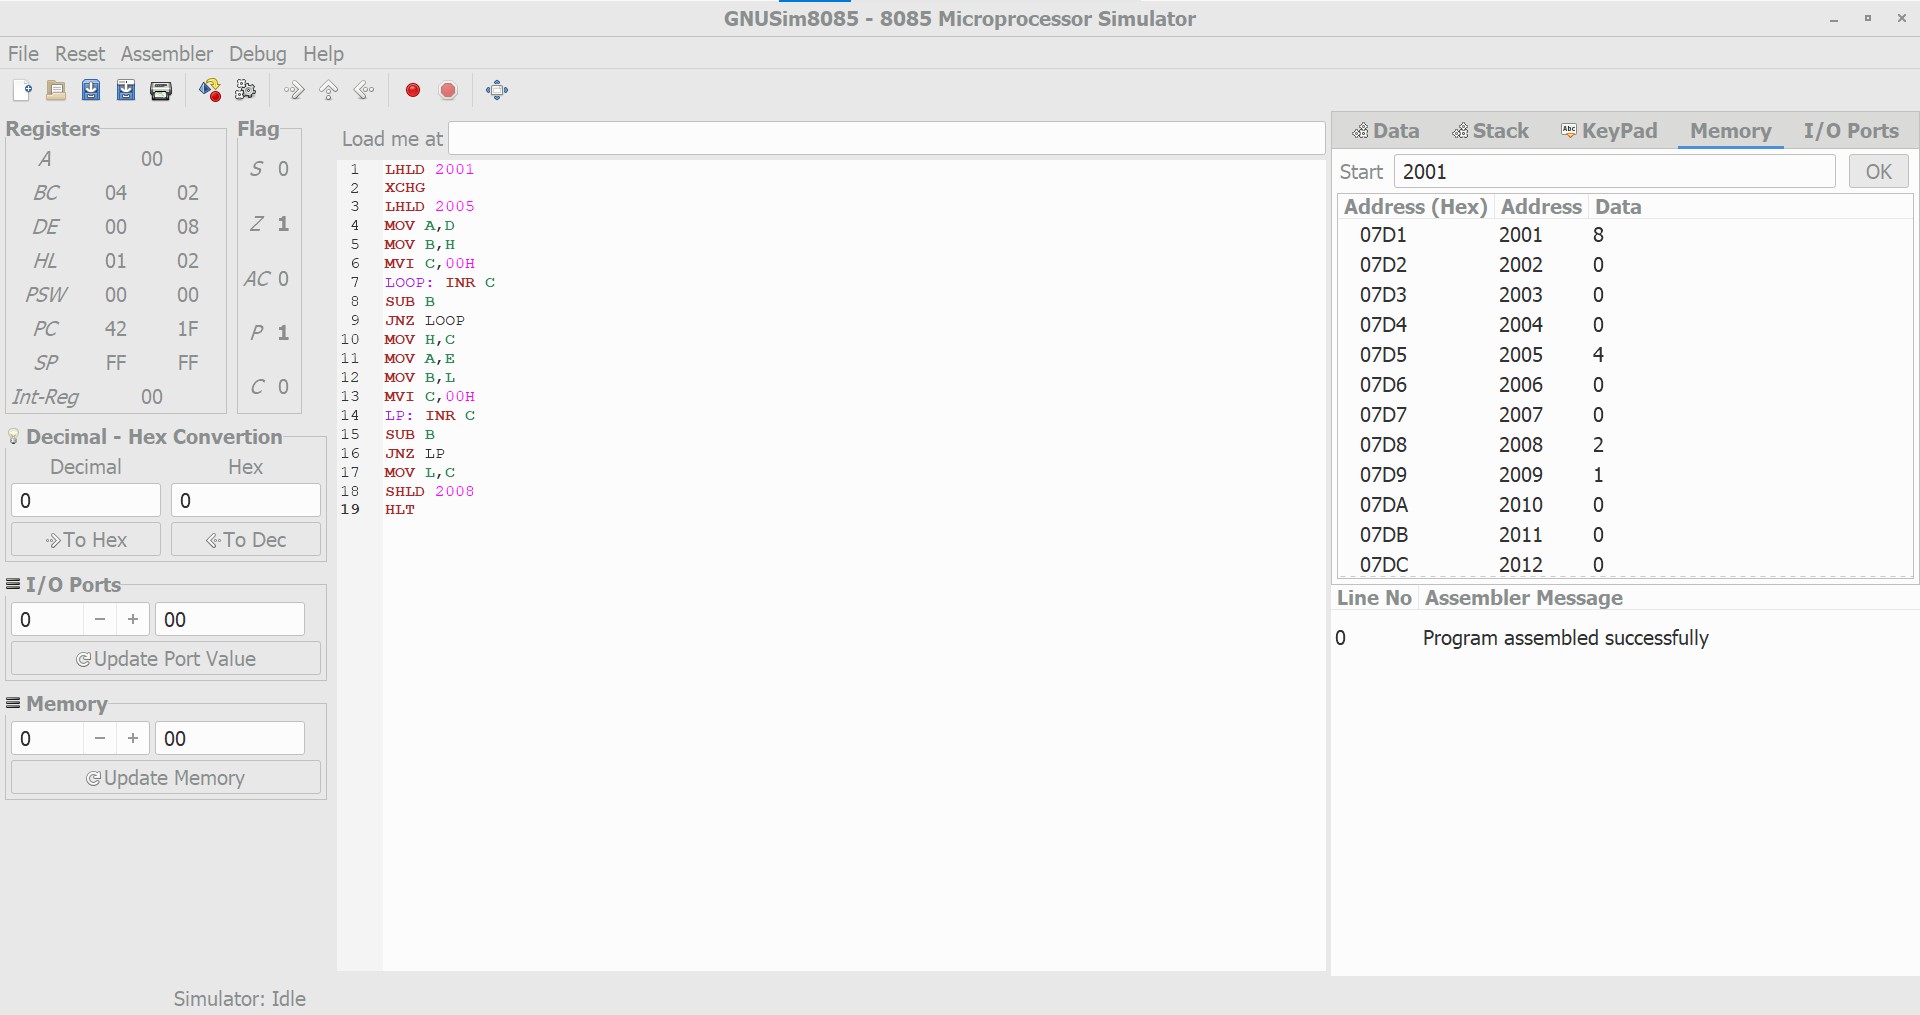 GNUSim8085 - 8085 Microprocessor Simulator
File Reset Assembler Debug Help
Registers
A 00
BC 04 02
DE 00 08
HL 01 02
PSW 00 00
PC 42 1F
SP FF FF
Int-Reg 00
Flag
S 0
Z 1
AC 0
P 1
C 0
Decimal - Hex Convertion
Decimal Hex
0 0
To Hex To Dec
I/O Ports
0 − + 00
Update Port Value
Memory
0 − + 00
Update Memory
Load me at
1 LHLD 2001
2 XCHG
3 LHLD 2005
4 MOV A,D
5 MOV B,H
6 MVI C,00H
7 LOOP: INR C
8 SUB B
9 JNZ LOOP
10 MOV H,C
11 MOV A,E
12 MOV B,L
13 MVI C,00H
14 LP: INR C
15 SUB B
16 JNZ LP
17 MOV L,C
18 SHLD 2008
19 HLT
Data Stack Abc KeyPad Memory I/O Ports
Start 2001 OK
Address (Hex) Address Data
07D1 2001 8
07D2 2002 0
07D3 2003 0
07D4 2004 0
07D5 2005 4
07D6 2006 0
07D7 2007 0
07D8 2008 2
07D9 2009 1
07DA 2010 0
07DB 2011 0
07DC 2012 0
Line No Assembler Message
0 Program assembled successfully
Simulator: Idle